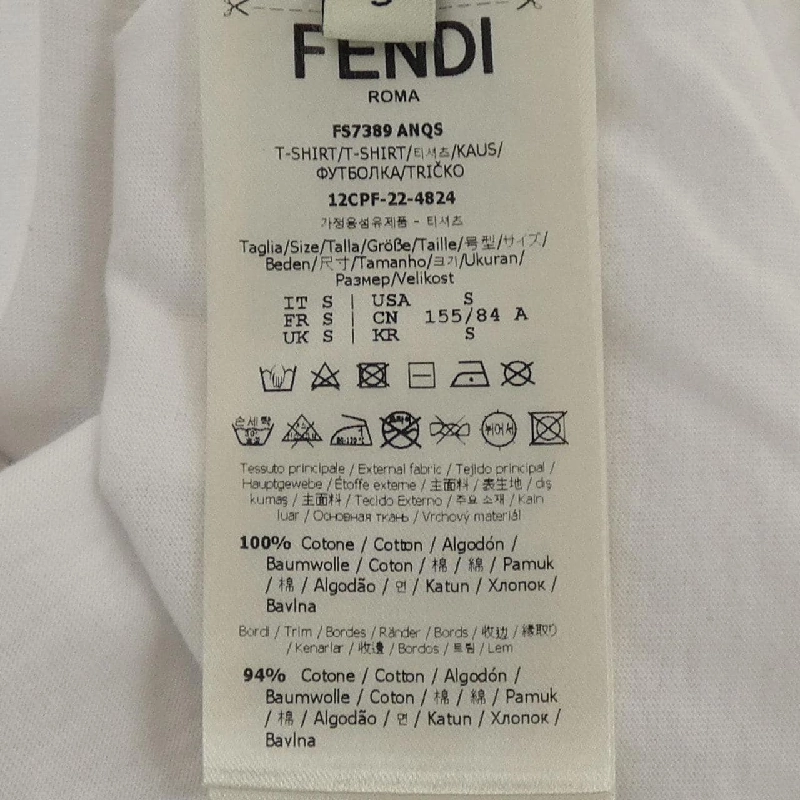 FENDI
ROMA
FS7389 ANQS
T-SHIRT/T-SHIRT/티셔츠/KAUS/
ФУТБОЛКА/TRIČKO
12CPF-22-4824
가정용섬유제품 - 티셔츠
Taglia/Size/Talla/Größe/Taille/号型/サイズ/
Beden/尺寸/Tamanho/크기/Ukuran/
Размер/Velikost
IT S | USA S
FR S | CN 155/84 A
UK S | KR S
손세탁
Tessuto principale / External fabric / Tejido principal /
Hauptgewebe / Étoffe externe / 主面料 / 表生地 / dış
kumaş / 主面料 / Tecido Externo / 주요 소재 / Kain
luar / Основная ткань / Vrchový materiál
100% Cotone / Cotton / Algodón /
Baumwolle / Coton / 棉 / 綿 / Pamuk
/ 棉 / Algodão / 면 / Katun / Хлопок /
Bavlna
Bordi / Trim / Bordes / Ränder / Bords / 收边 / 縁取り
/ Kenarlar / 收邊 / Bordos / 트림 / Lem
94% Cotone / Cotton / Algodón /
Baumwolle / Coton / 棉 / 綿 / Pamuk
/ 棉 / Algodão / 면 / Katun / Хлопок /
Bavlna